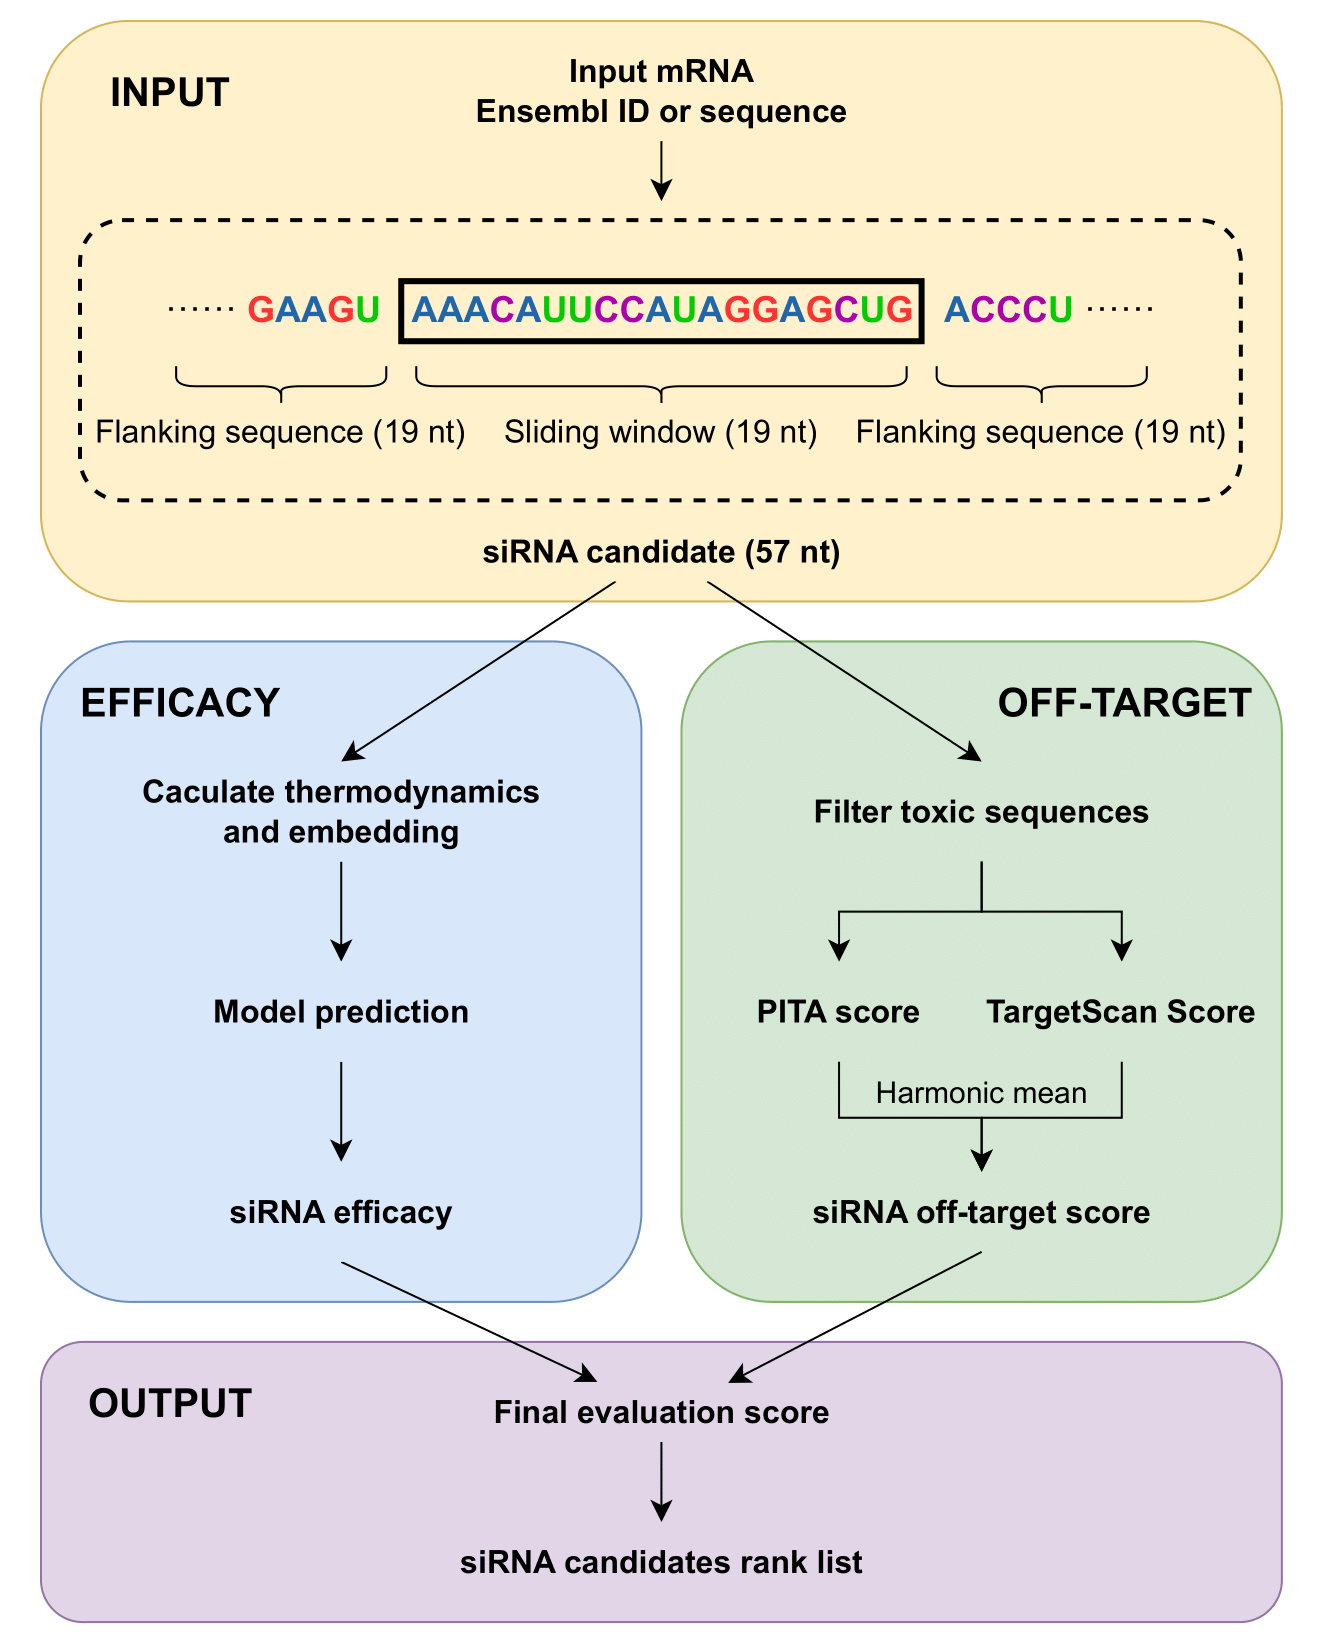 INPUT
Input mRNA
Ensembl ID or sequence
...... GAAGU AAACAUUCCAUAGGAGCUG ACCCU ......
Flanking sequence (19 nt) Sliding window (19 nt) Flanking sequence (19 nt)
siRNA candidate (57 nt)
EFFICACY
Caculate thermodynamics
and embedding
Model prediction
siRNA efficacy
OFF-TARGET
Filter toxic sequences
PITA score TargetScan Score
Harmonic mean
siRNA off-target score
OUTPUT
Final evaluation score
siRNA candidates rank list